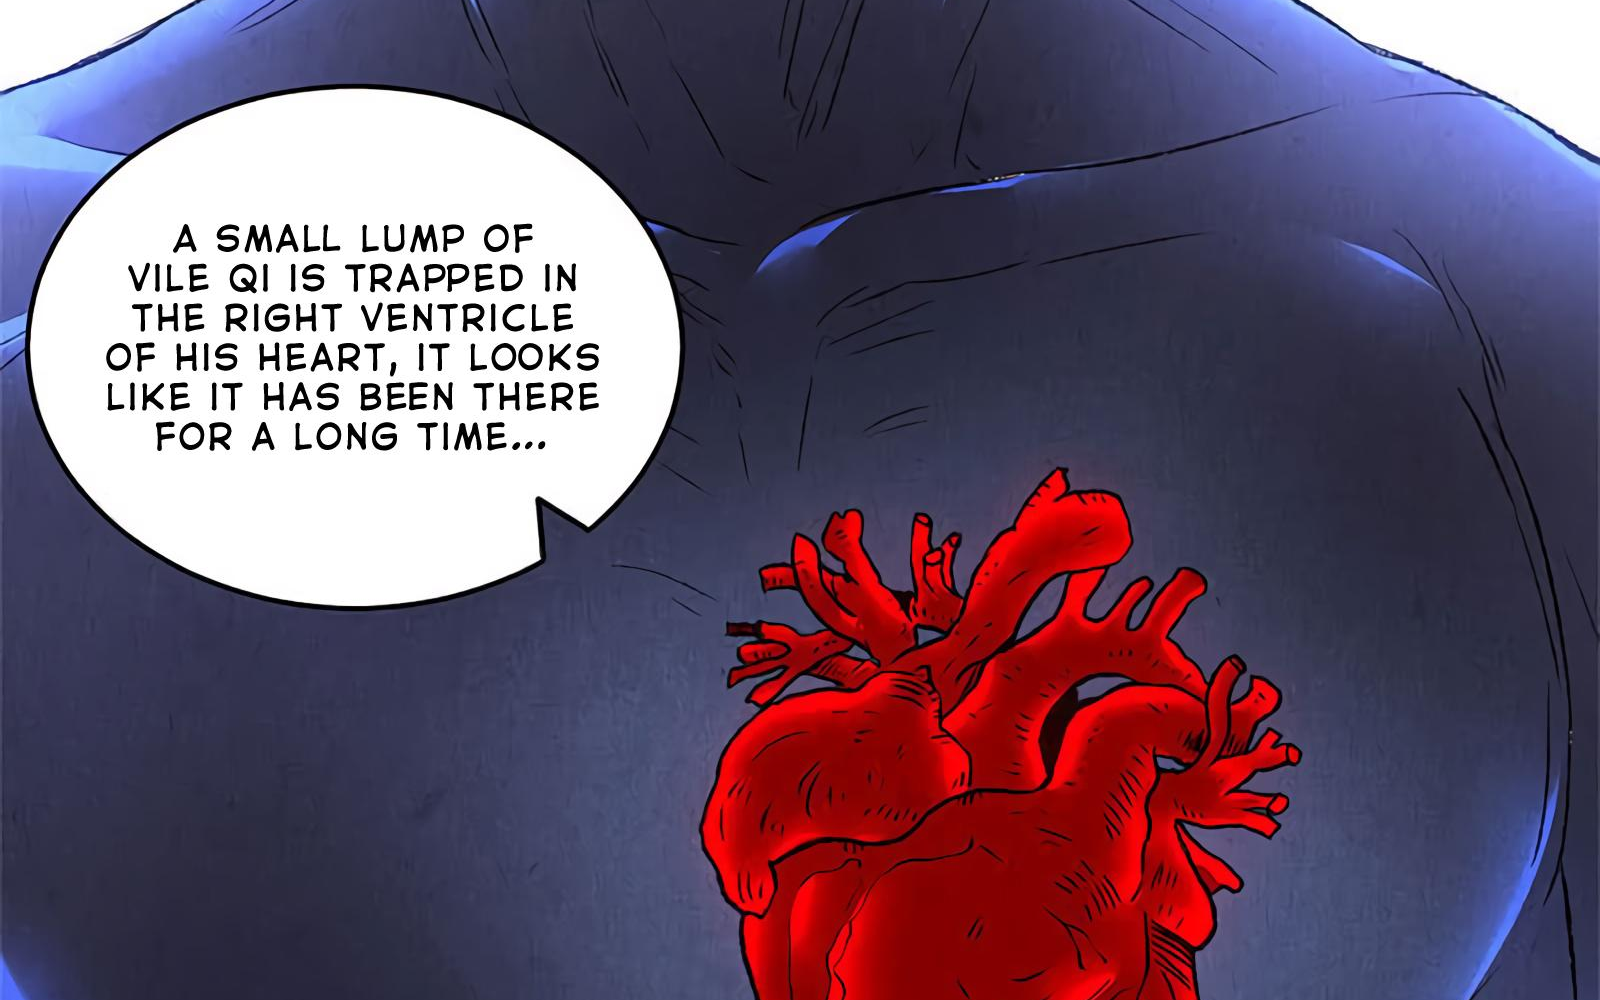 A SMALL LUMP OF
VILE QI IS TRAPPED IN
THE RIGHT VENTRICLE
OF HIS HEART, IT LOOKS
LIKE IT HAS BEEN THERE
FOR A LONG TIME...